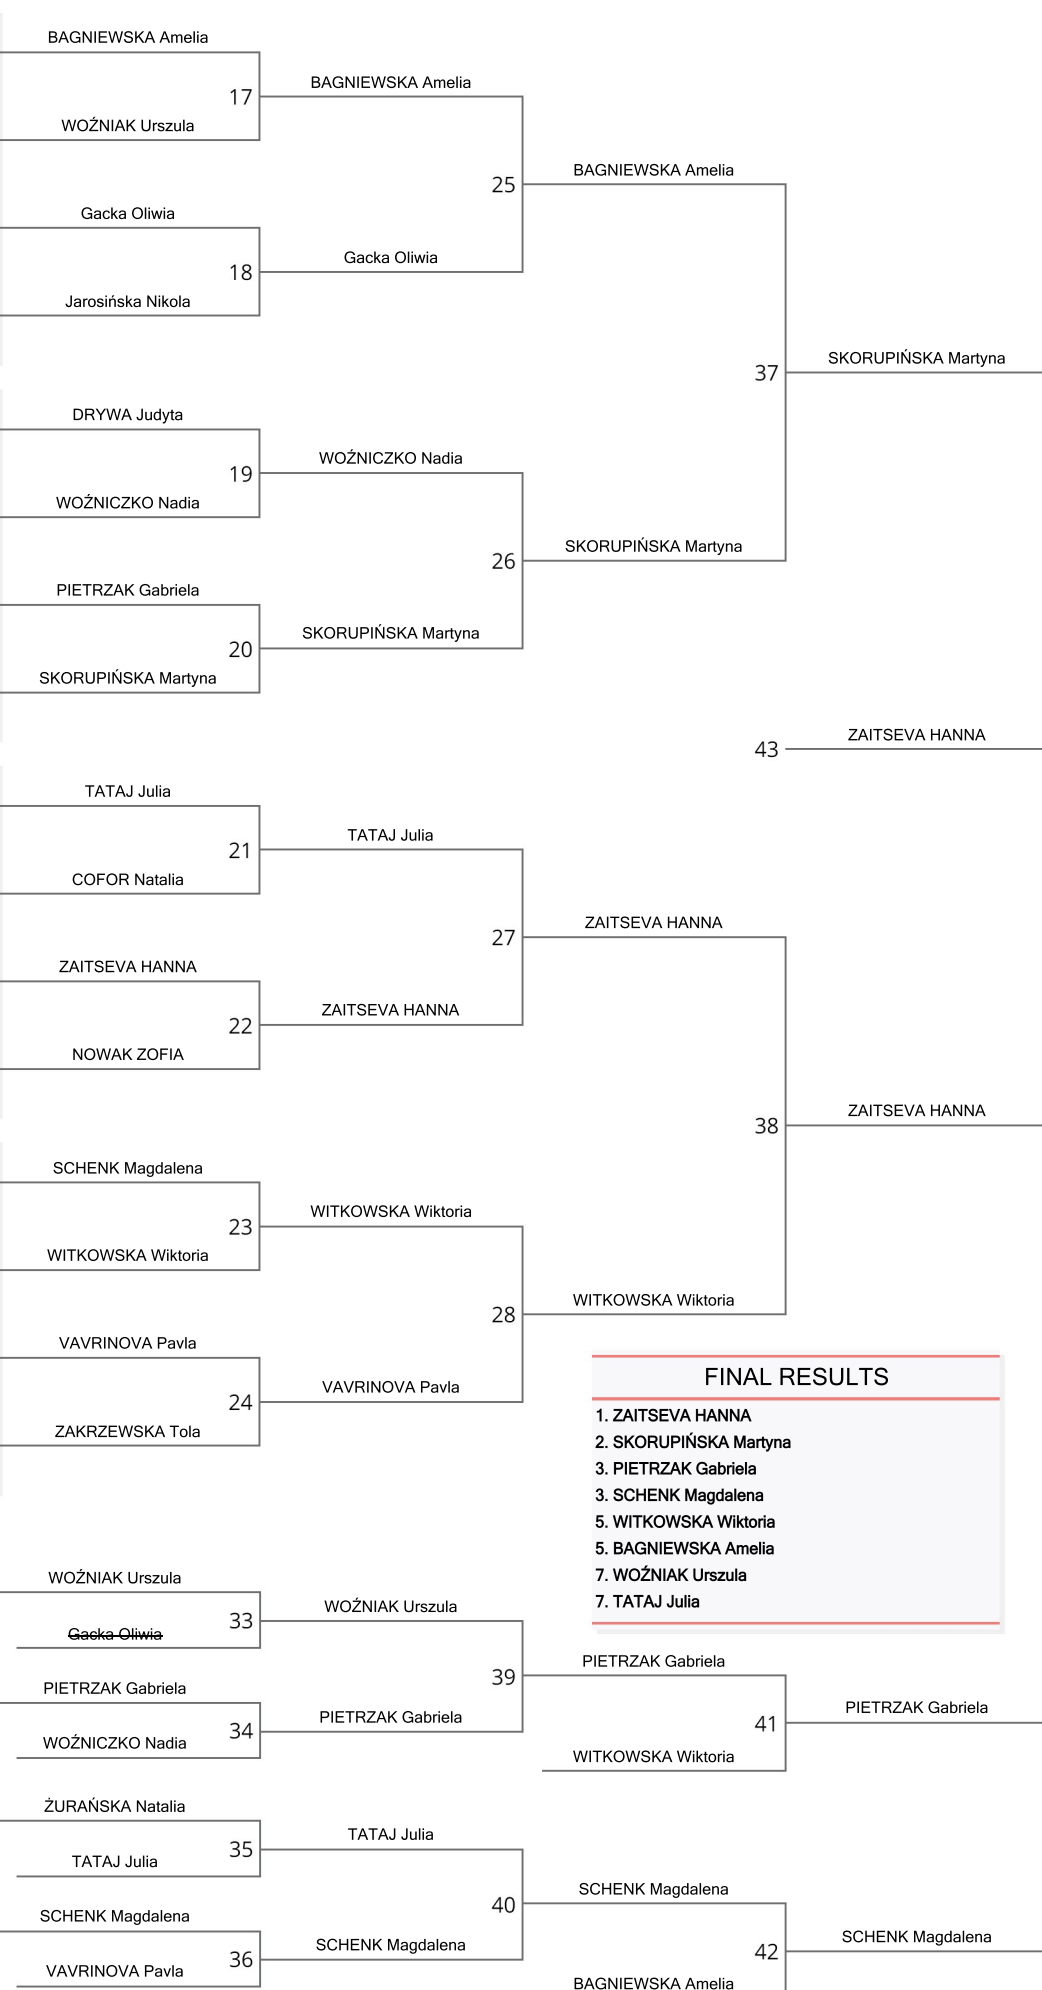 BAGNIEWSKA Amelia
17
BAGNIEWSKA Amelia
WOŹNIAK Urszula
25
BAGNIEWSKA Amelia
Gacka Oliwia
18
Gacka Oliwia
Jarosińska Nikola
37
SKORUPIŃSKA Martyna
DRYWA Judyta
19
WOŹNICZKO Nadia
WOŹNICZKO Nadia
26
SKORUPIŃSKA Martyna
PIETRZAK Gabriela
20
SKORUPIŃSKA Martyna
SKORUPIŃSKA Martyna
43
ZAITSEVA HANNA
TATAJ Julia
21
TATAJ Julia
COFOR Natalia
27
ZAITSEVA HANNA
ZAITSEVA HANNA
22
ZAITSEVA HANNA
NOWAK ZOFIA
38
ZAITSEVA HANNA
SCHENK Magdalena
23
WITKOWSKA Wiktoria
WITKOWSKA Wiktoria
28
WITKOWSKA Wiktoria
VAVRINOVA Pavla
24
VAVRINOVA Pavla
ZAKRZEWSKA Tola
FINAL RESULTS
1. ZAITSEVA HANNA
2. SKORUPIŃSKA Martyna
3. PIETRZAK Gabriela
3. SCHENK Magdalena
5. WITKOWSKA Wiktoria
5. BAGNIEWSKA Amelia
7. WOŹNIAK Urszula
7. TATAJ Julia
WOŹNIAK Urszula
33
WOŹNIAK Urszula
Gacka Oliwia
39
PIETRZAK Gabriela
PIETRZAK Gabriela
34
PIETRZAK Gabriela
WOŹNICZKO Nadia
41
PIETRZAK Gabriela
WITKOWSKA Wiktoria
ŻURAŃSKA Natalia
35
TATAJ Julia
TATAJ Julia
40
SCHENK Magdalena
SCHENK Magdalena
36
SCHENK Magdalena
VAVRINOVA Pavla
42
SCHENK Magdalena
BAGNIEWSKA Amelia